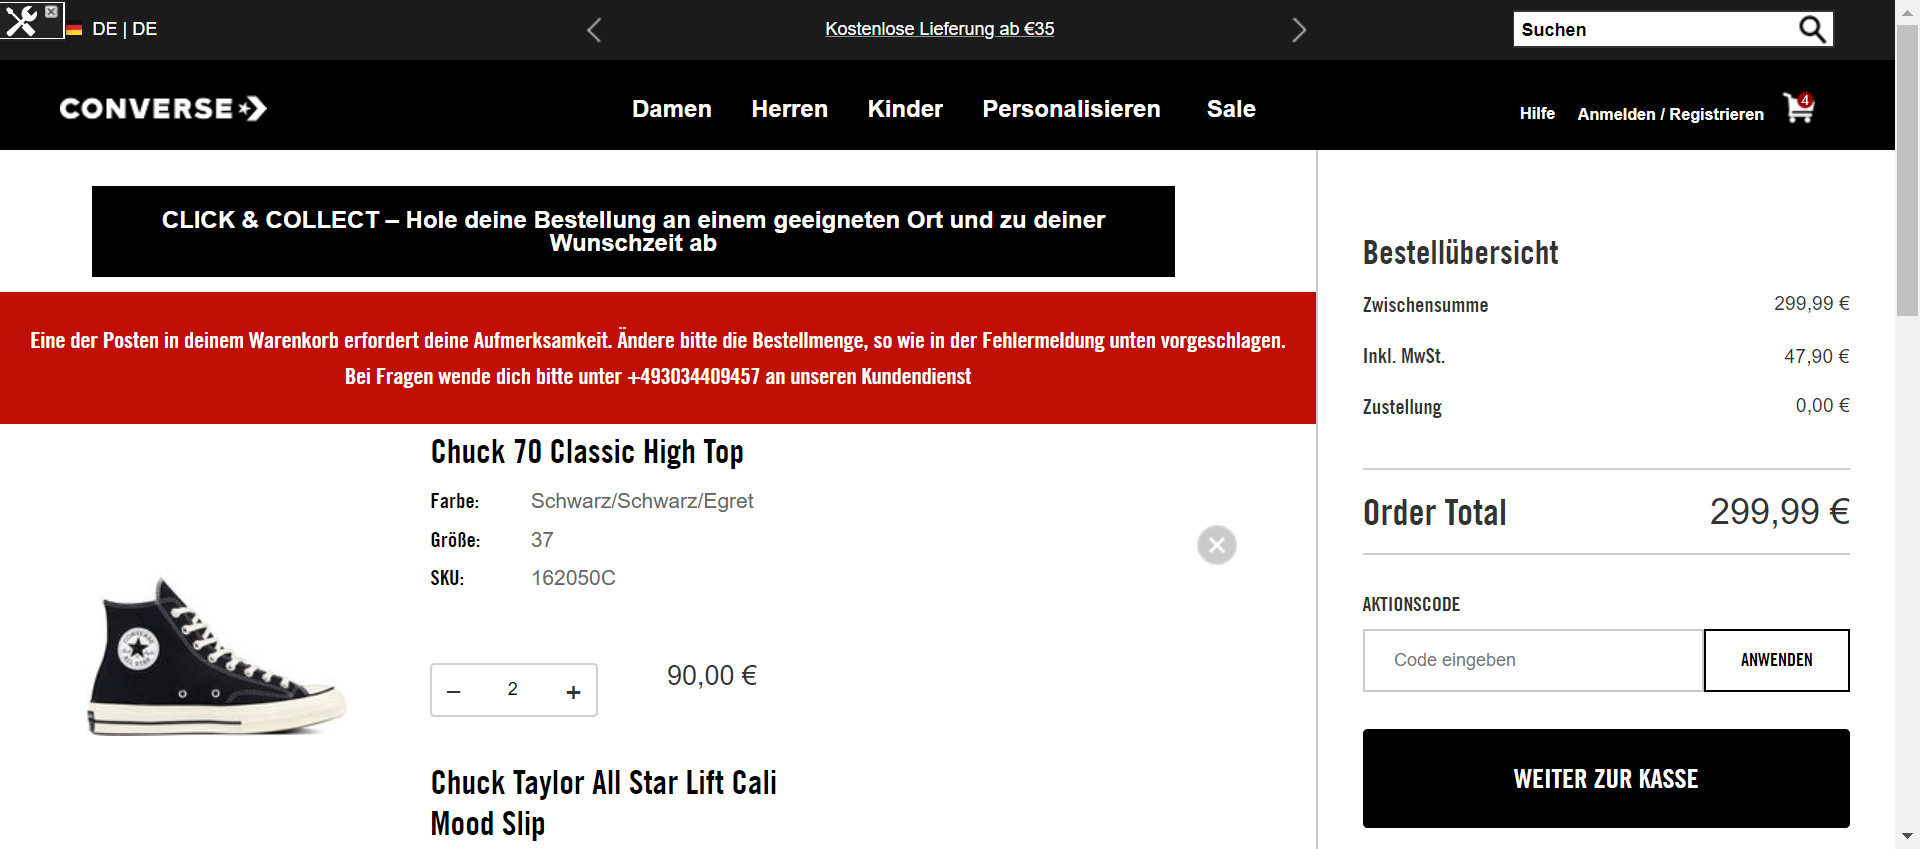 DE | DE
Kostenlose Lieferung ab €35
Suchen
CONVERSE
Damen
Herren
Kinder
Personalisieren
Sale
Hilfe
Anmelden / Registrieren
4
CLICK & COLLECT – Hole deine Bestellung an einem geeigneten Ort und zu deiner
Wunschzeit ab
Eine der Posten in deinem Warenkorb erfordert deine Aufmerksamkeit. Ändere bitte die Bestellmenge, so wie in der Fehlermeldung unten vorgeschlagen.
Bei Fragen wende dich bitte unter +493034409457 an unseren Kundendienst
Chuck 70 Classic High Top
Farbe: Schwarz/Schwarz/Egret
Größe: 37
SKU: 162050C
CONVERSE
ALL STAR
– 2 +
90,00 €
Chuck Taylor All Star Lift Cali
Mood Slip
Bestellübersicht
Zwischensumme 299,99 €
Inkl. MwSt. 47,90 €
Zustellung 0,00 €
Order Total 299,99 €
AKTIONSCODE
Code eingeben
ANWENDEN
WEITER ZUR KASSE